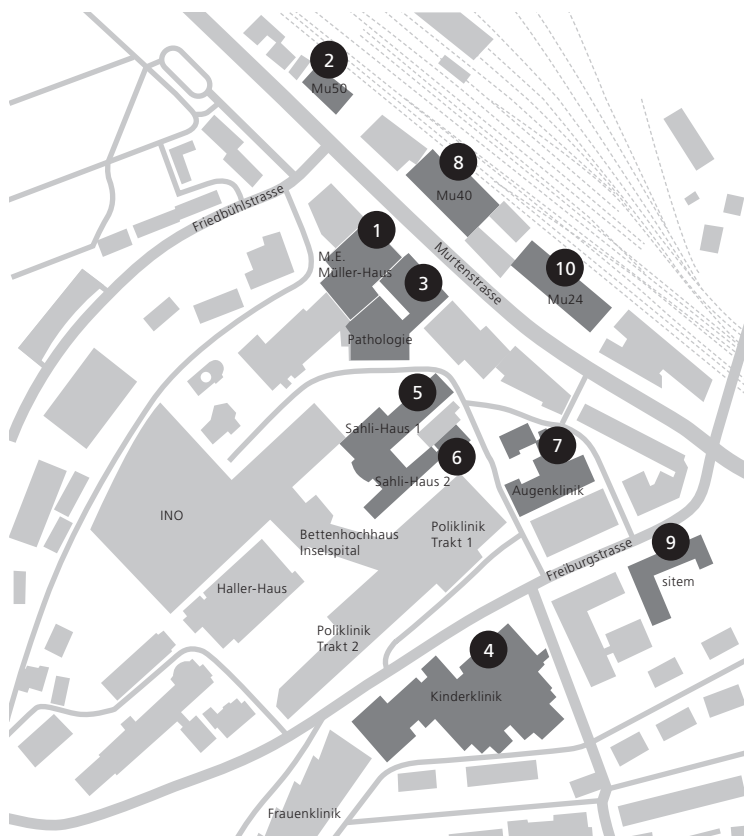 2
Mu50
8
Mu40
Friedbühlstrasse
1
M.E.
Müller-Haus
Murtenstrasse
3
10
Mu24
Pathologie
5
Sahli-Haus 1
7
6
Sahli-Haus 2
Augenklinik
INO
Bettenhochhaus
Inselspital
Poliklinik
Trakt 1
9
Freiburgstrasse
sitem
Haller-Haus
Poliklinik
Trakt 2
4
Kinderklinik
Frauenklinik